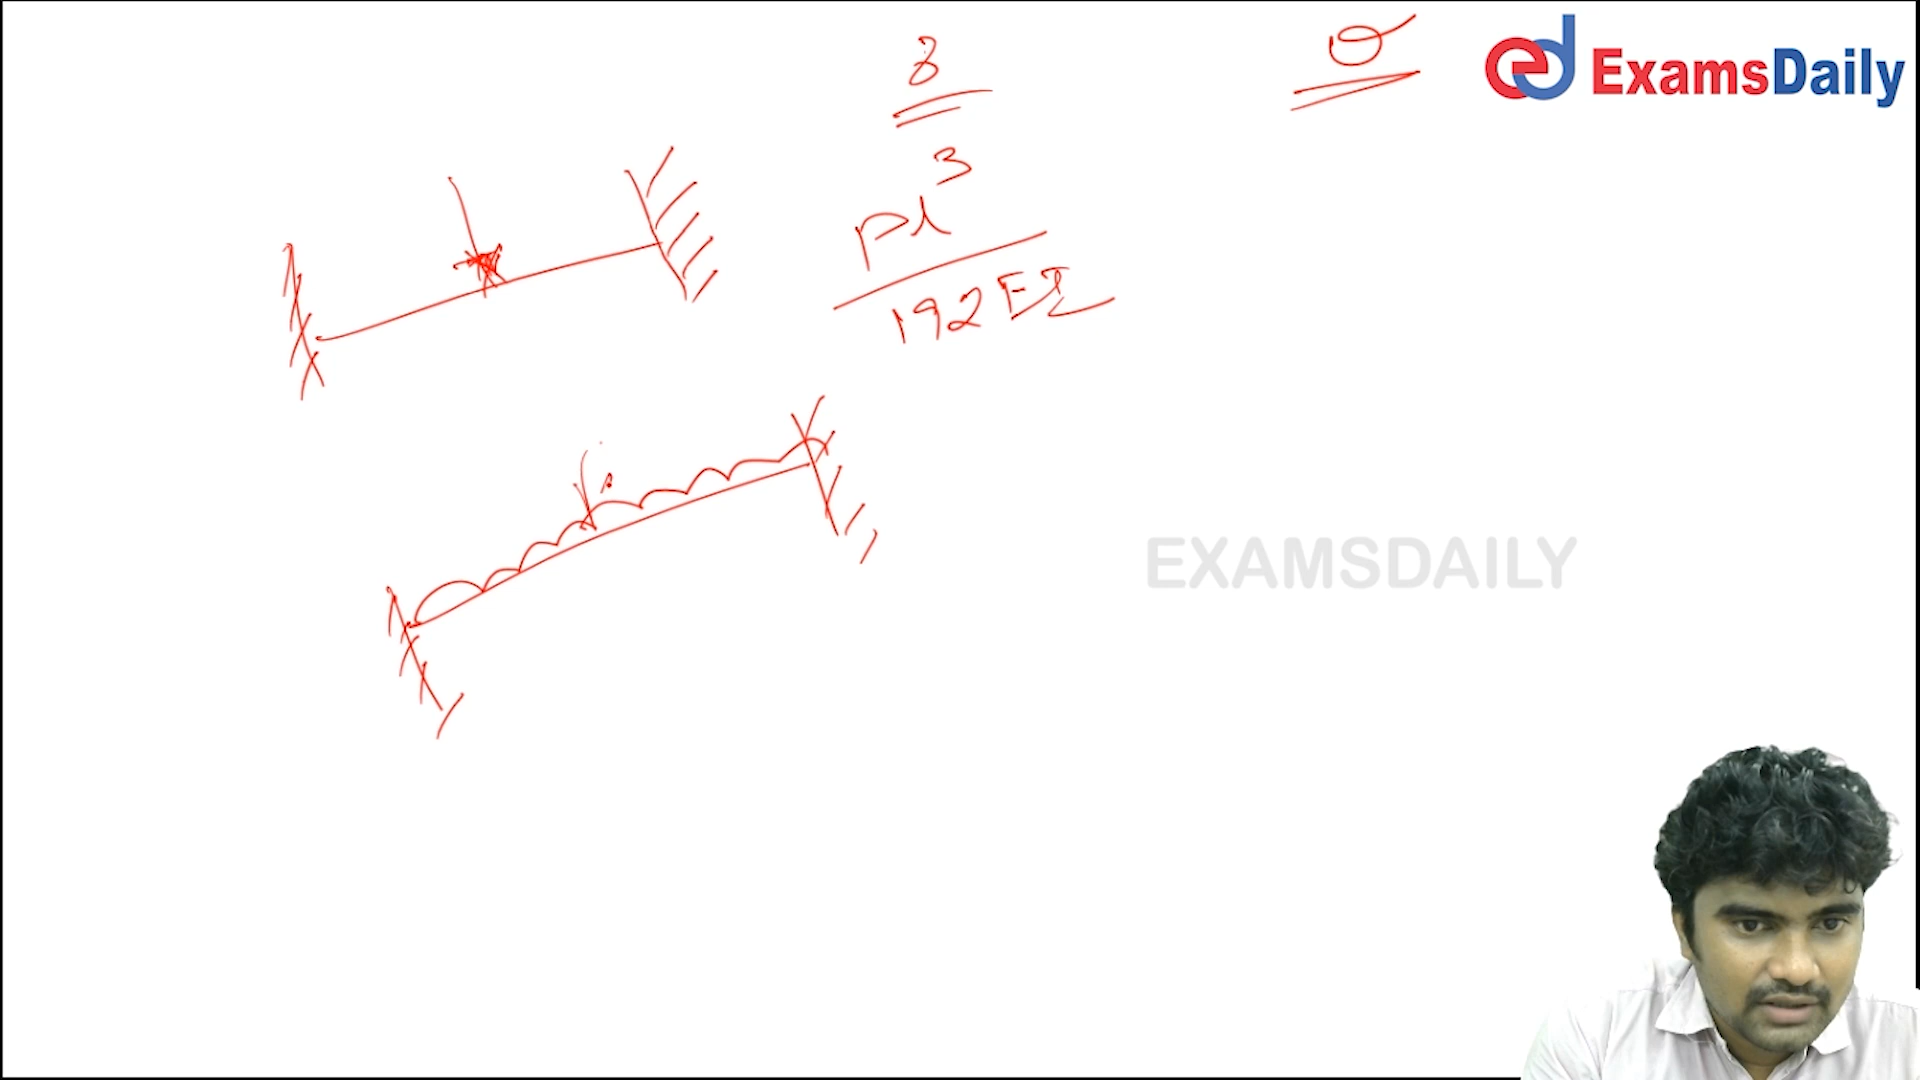 ExamsDaily
δ
θ
Pl³
192EI
EXAMSDAILY